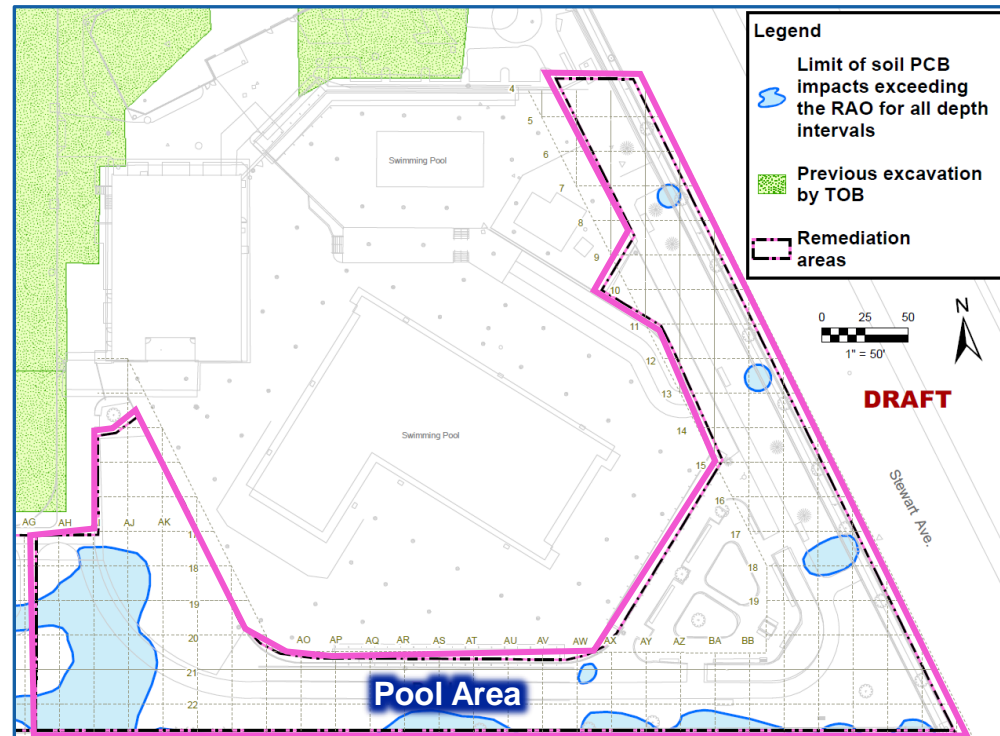 Legend
Limit of soil PCB
impacts exceeding
the RAO for all depth
intervals
Previous excavation
by TOB
Remediation
areas
N
0 25 50
1" = 50'
DRAFT
Stewart Ave.
Swimming Pool
Swimming Pool
4
5
6
7
8
9
10
11
12
13
14
15
16
17
18
19
AG AH AJ AK
17
18
19
20
21
22
AO AP AQ AR AS AT AU AV AW AX AY AZ BA BB
Pool Area